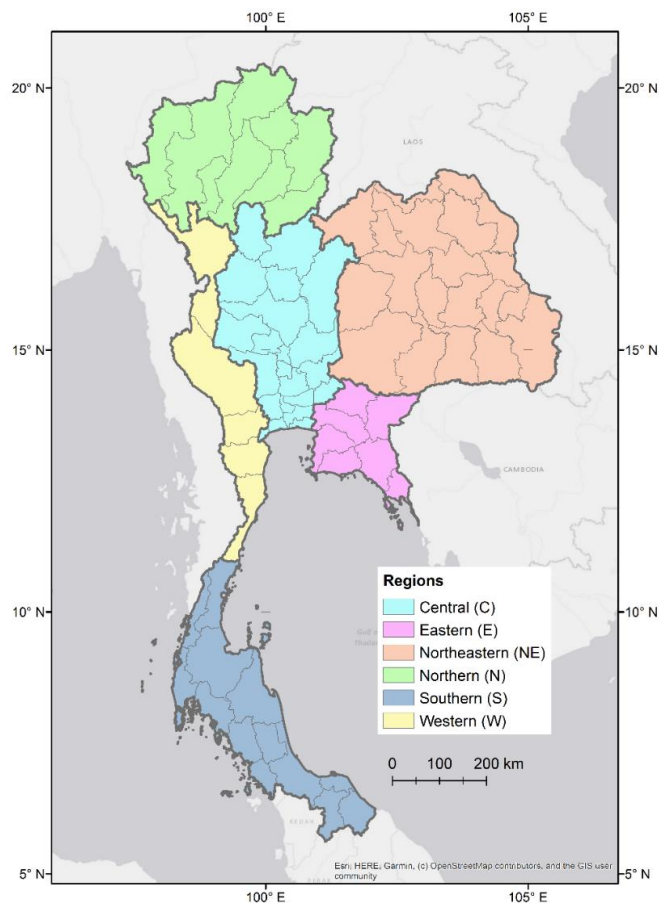 100° E
105° E
20° N
20° N
LAOS
15° N
15° N
CAMBODIA
Regions
Central (C)
Eastern (E)
Northeastern (NE)
Northern (N)
Southern (S)
Western (W)
10° N
10° N
0
100
200 km
KEDAH
5° N
5° N
Esri, HERE, Garmin, (c) OpenStreetMap contributors, and the GIS user
community
100° E
105° E